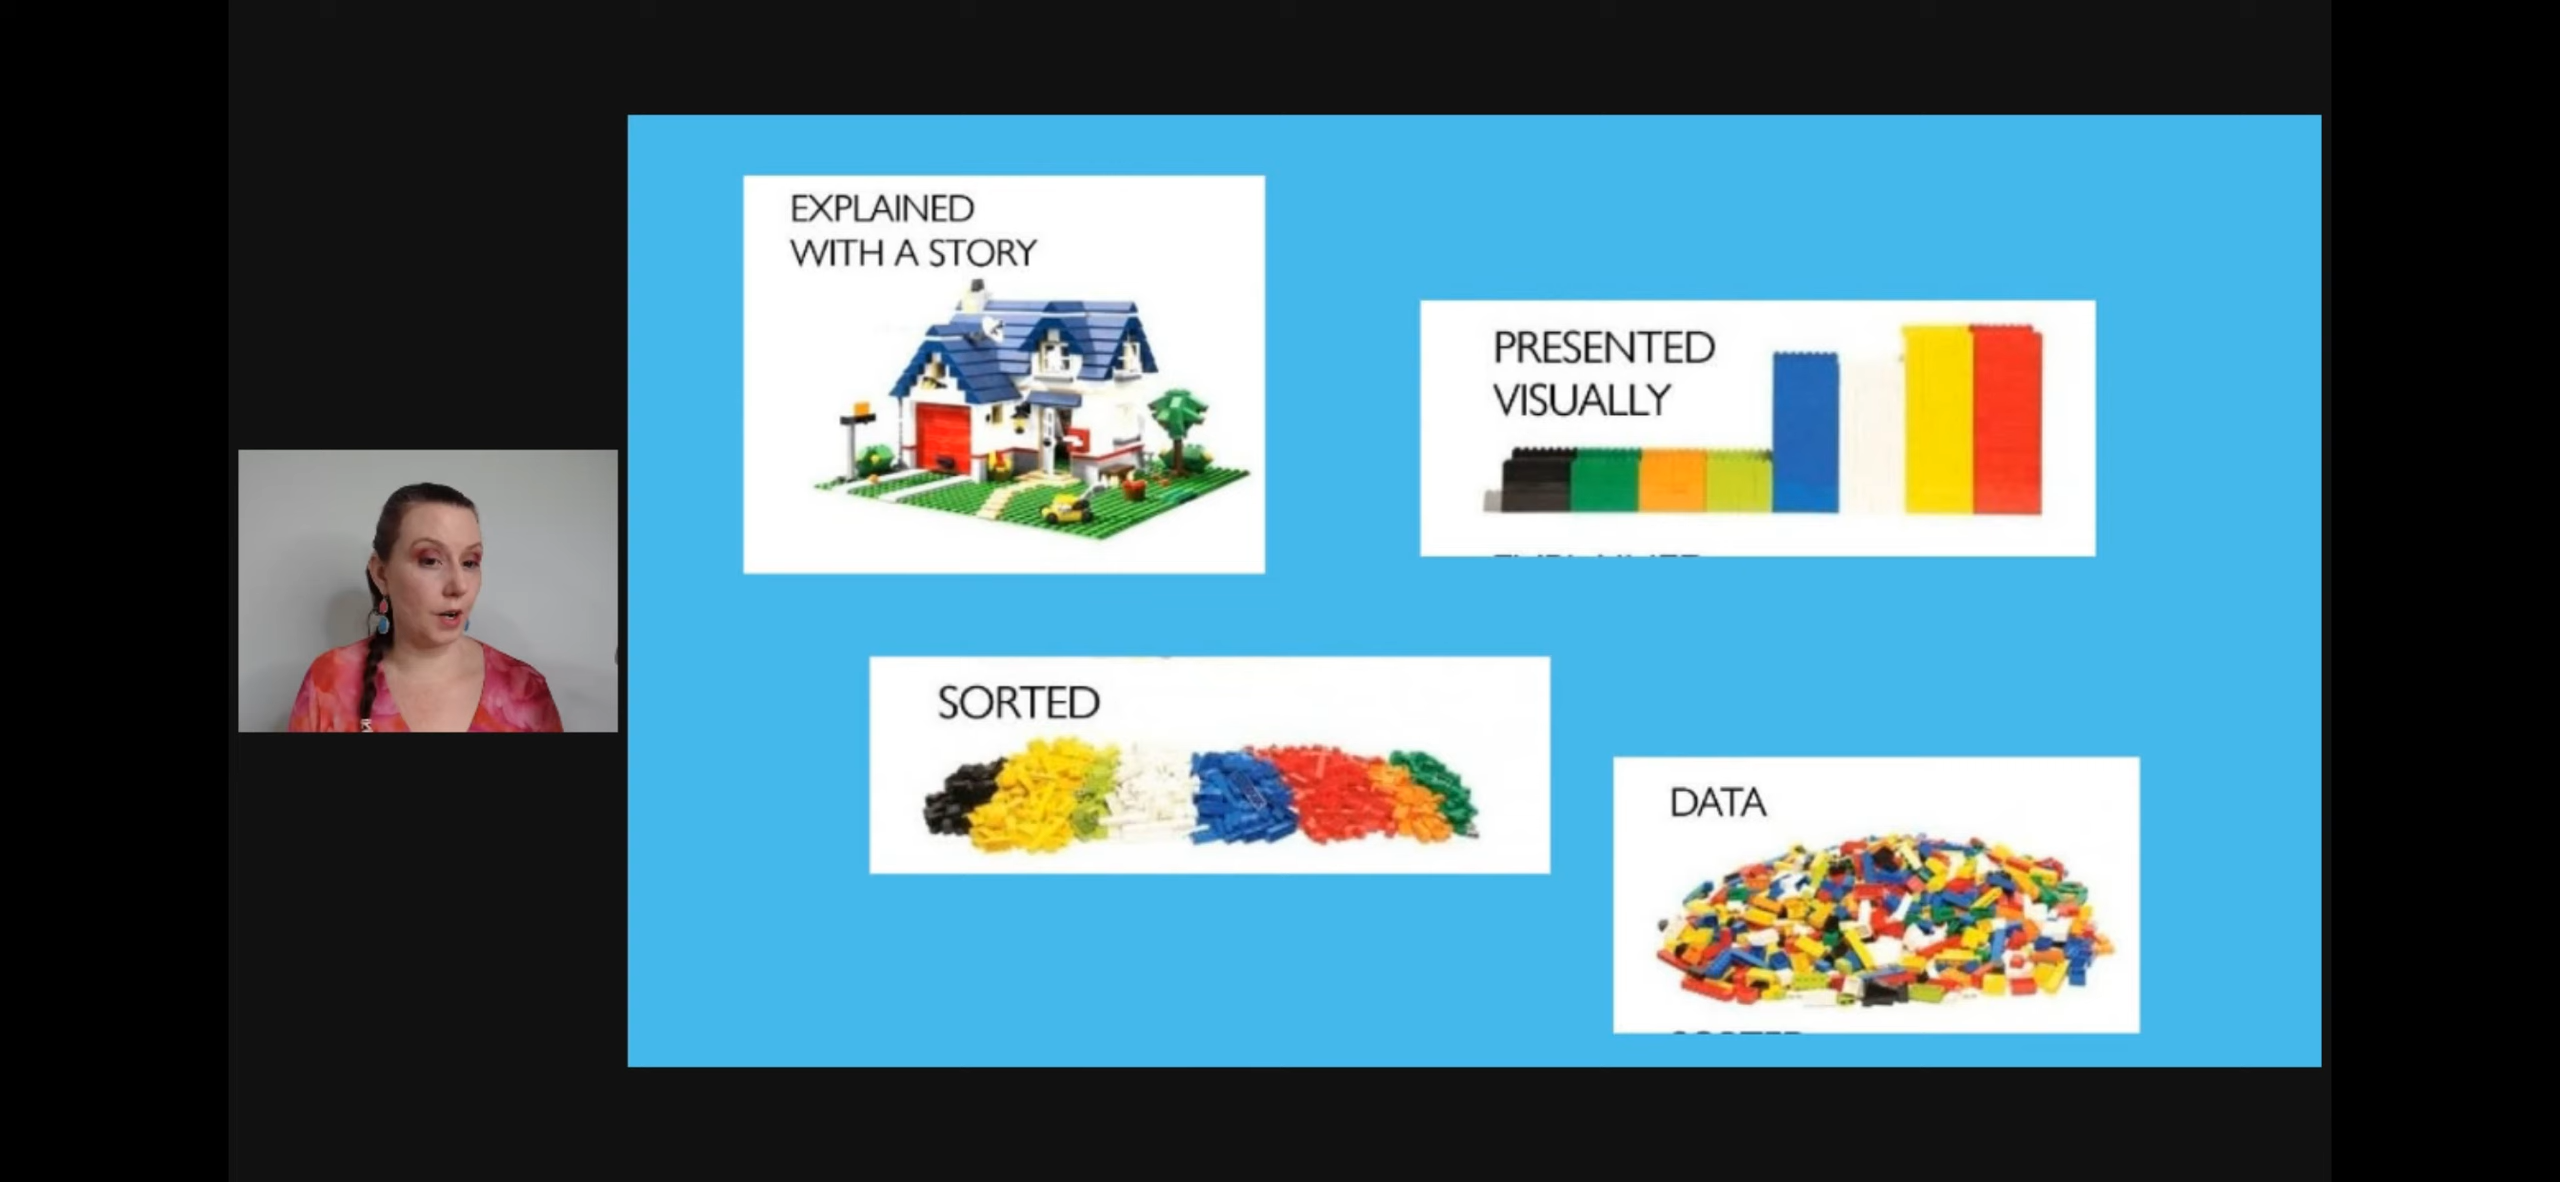 EXPLAINED
WITH A STORY
PRESENTED
VISUALLY
SORTED
DATA